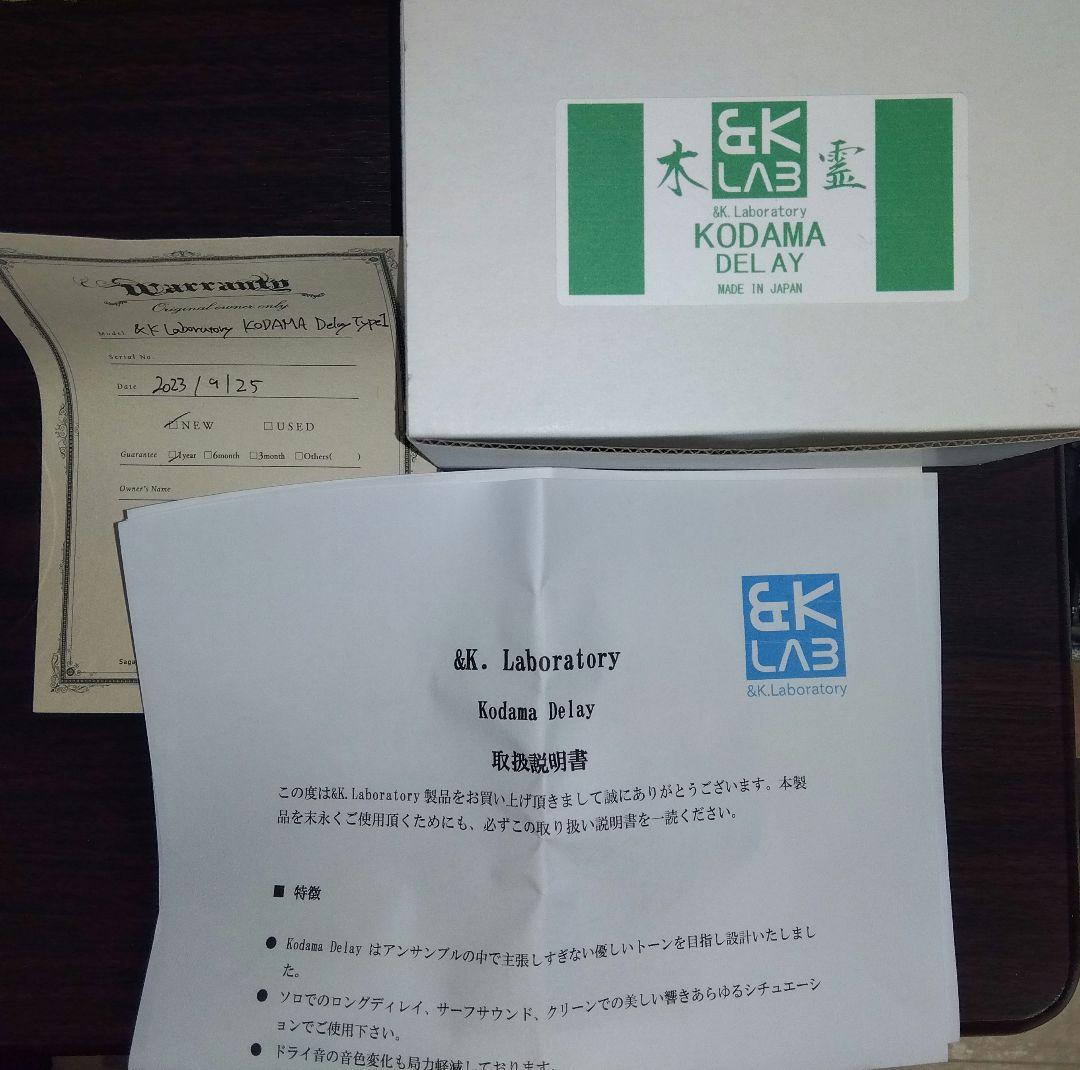 &K
LAB
木 霊
&K.Laboratory
KODAMA
DELAY
MADE IN JAPAN
Warranty
Original owner only
Model &K Laboratory KODAMA Delay Type1
Serial No.
Date 2023/9/25
NEW USED
Guarantee 1year 6month 3month Others( )
Owner's Name
Saga
&K
LAB
&K.Laboratory
&K. Laboratory
Kodama Delay
取扱説明書
この度は&K.Laboratory 製品をお買い上げ頂きまして誠にありがとうございます。本製
品を末永くご使用頂くためにも、必ずこの取り扱い説明書を一読ください。
■ 特徴
● Kodama Delay はアンサンブルの中で主張しすぎない優しいトーンを目指し設計いたしまし
た。
● ソロでのロングディレイ、サーフサウンド、クリーンでの美しい響きあらゆるシチュエーシ
ョンでご使用下さい。
● ドライ音の音色変化も局力軽減しております。